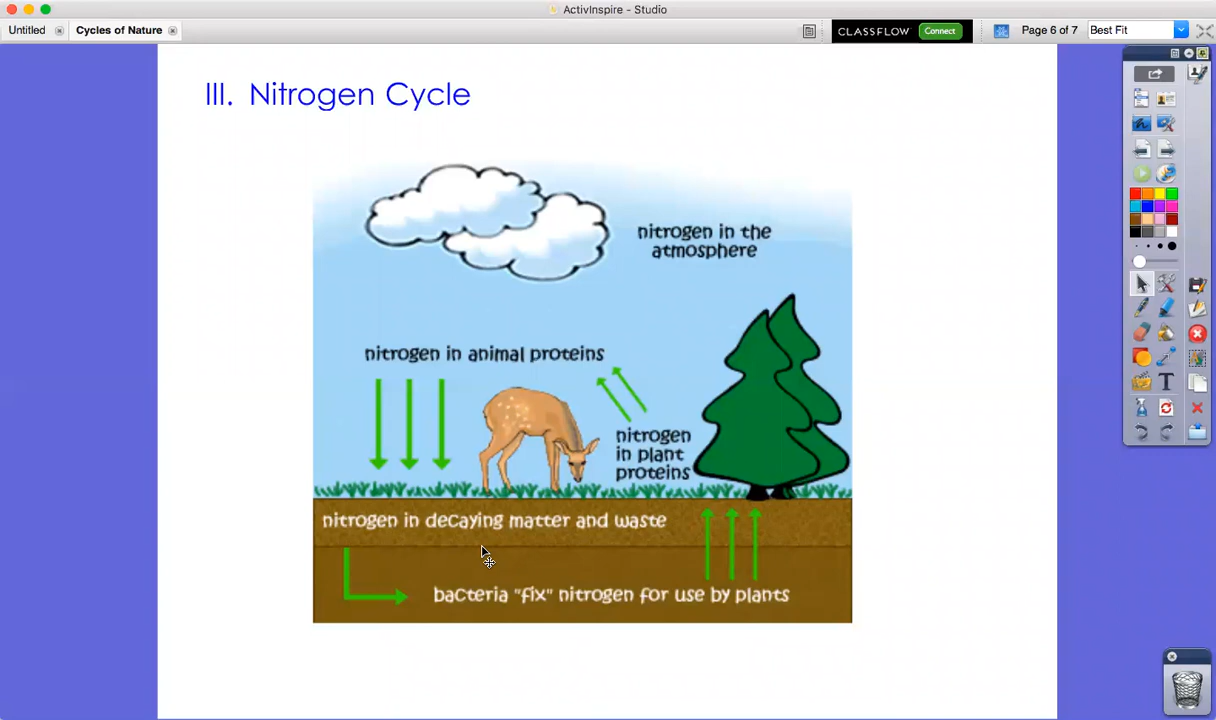 ActivInspire - Studio
Untitled
Cycles of Nature
CLASSFLOW Connect
Page 6 of 7
Best Fit
III. Nitrogen Cycle
nitrogen in the
atmosphere
nitrogen in animal proteins
nitrogen
in plant
proteins
nitrogen in decaying matter and waste
bacteria "fix" nitrogen for use by plants